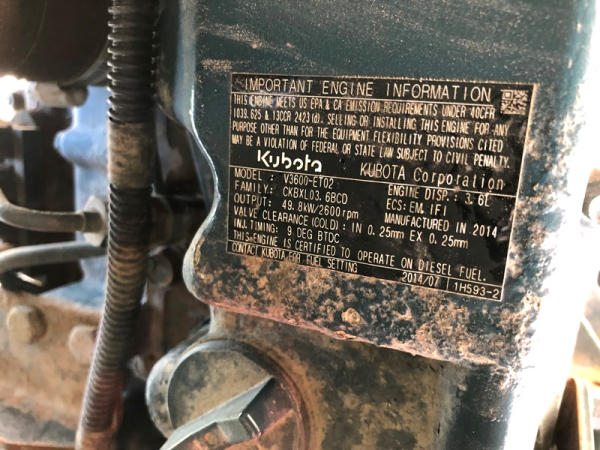 IMPORTANT ENGINE INFORMATION
THIS ENGINE MEETS US EPA & CA EMISSION REQUIREMENTS UNDER 40CFR
1039.625 & 13CCR 2423(d). SELLING OR INSTALLING THIS ENGINE FOR ANY
PURPOSE OTHER THAN FOR THE EQUIPMENT FLEXIBILITY PROVISIONS CITED
MAY BE A VIOLATION OF FEDERAL OR STATE LAW SUBJECT TO CIVIL PENALTY.
Kubota KUBOTA Corporation
MODEL : V3600-ET02 ENGINE DISP.: 3.6L
FAMILY: CKBXL03.6BCD ECS: EM, IFI
OUTPUT: 49.8kW/2600rpm MANUFACTURED IN 2014
VALVE CLEARANCE (COLD): IN 0.25mm EX 0.25mm
INJ. TIMING: 9 DEG BTDC
THIS ENGINE IS CERTIFIED TO OPERATE ON DIESEL FUEL.
CONTACT KUBOTA FOR FUEL SETTING 2014/07 1H593-2